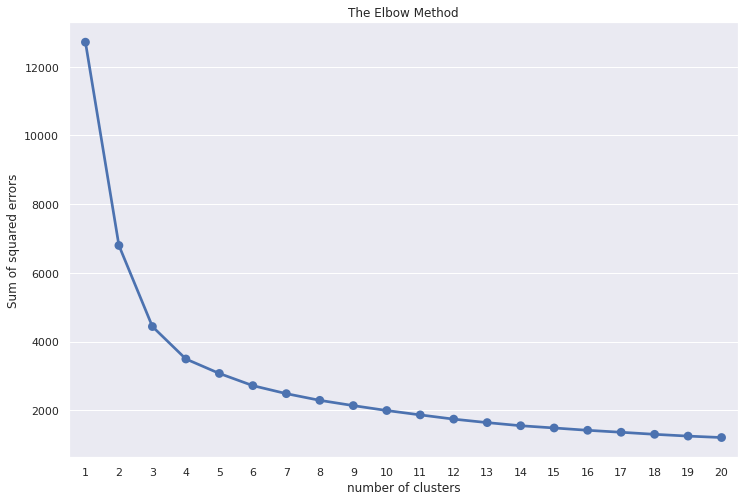 The Elbow Method
Sum of squared errors
12000
10000
8000
6000
4000
2000
1 2 3 4 5 6 7 8 9 10 11 12 13 14 15 16 17 18 19 20
number of clusters